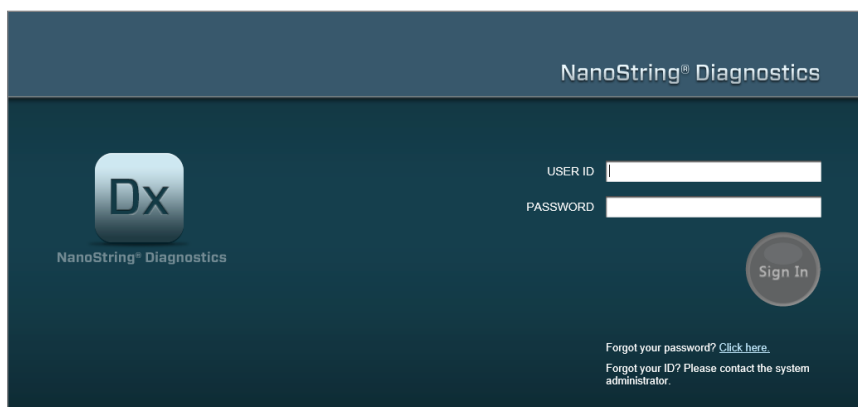 NanoString® Diagnostics
Dx
NanoString® Diagnostics
USER ID
PASSWORD
Sign In
Forgot your password? Click here.
Forgot your ID? Please contact the system
administrator.